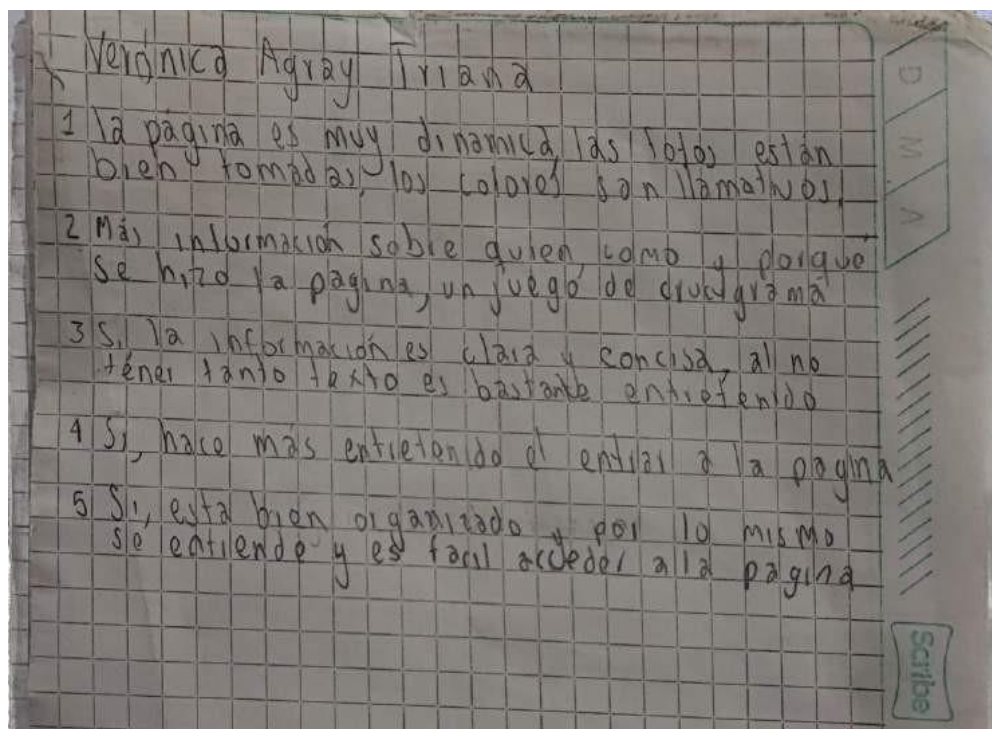 Verónica Agray Triana
1 la página es muy dinamica, las fotos están
bien tomadas, los colores son llamativos,
2 Más información sobre quien, como y porqué
se hizo la pagina, un juego de crucigrama
3 Si, la información es clara y concisa, al no
tener tanto texto es bastante entretenido
4 Si, hace más entretenido el entrar a la pagina
5 Si, esta bien organizado y por lo mismo
se entiende y es facil acceder a la pagina
D M A
Scribe